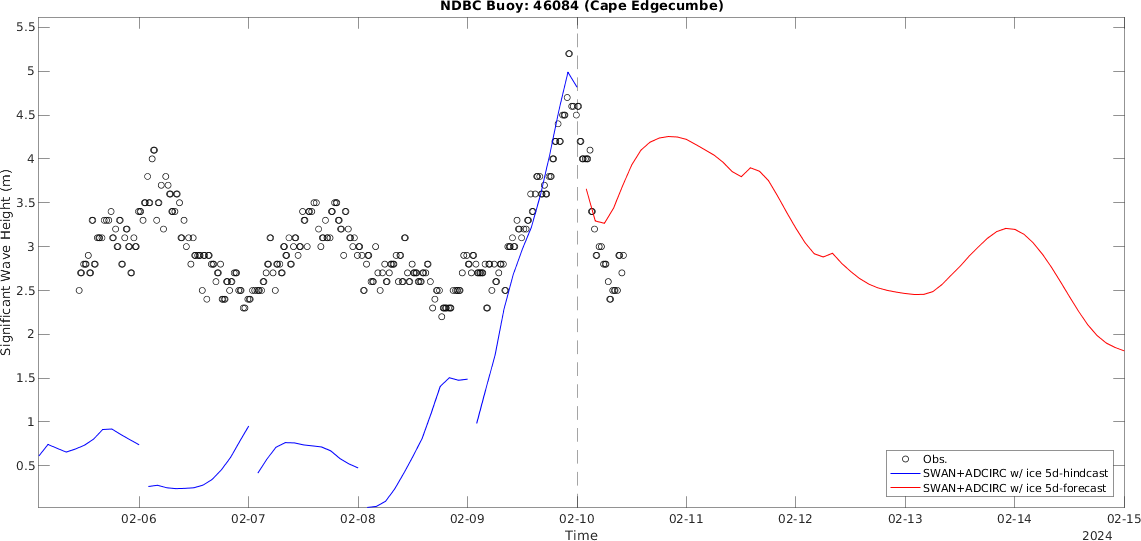 NDBC Buoy: 46084 (Cape Edgecumbe)
5.5
5
4.5
4
3.5
3
2.5
2
1.5
1
0.5
Significant Wave Height (m)
Obs.
SWAN+ADCIRC w/ ice 5d-hindcast
SWAN+ADCIRC w/ ice 5d-forecast
02-06 02-07 02-08 02-09 02-10 02-11 02-12 02-13 02-14 02-15
Time
2024